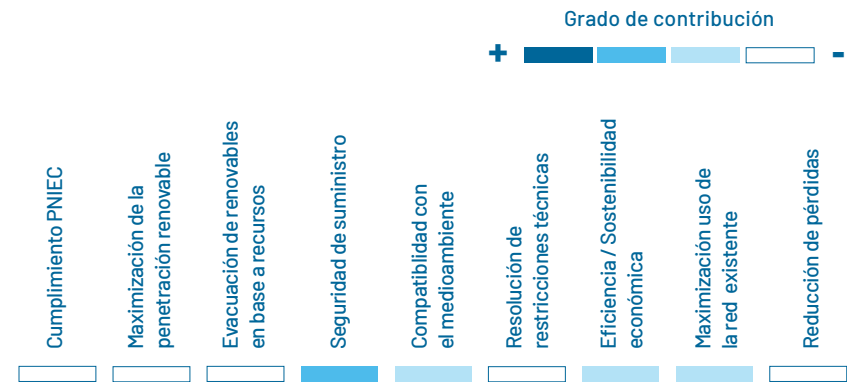 Grado de contribución
+ -
Cumplimiento PNIEC
Maximización de la
penetración renovable
Evacuación de renovables
en base a recursos
Seguridad de suministro
Compatiblidad con
el medioambiente
Resolución de
restricciones técnicas
Eficiencia / Sostenibilidad
económica
Maximización uso de
la red existente
Reducción de pérdidas